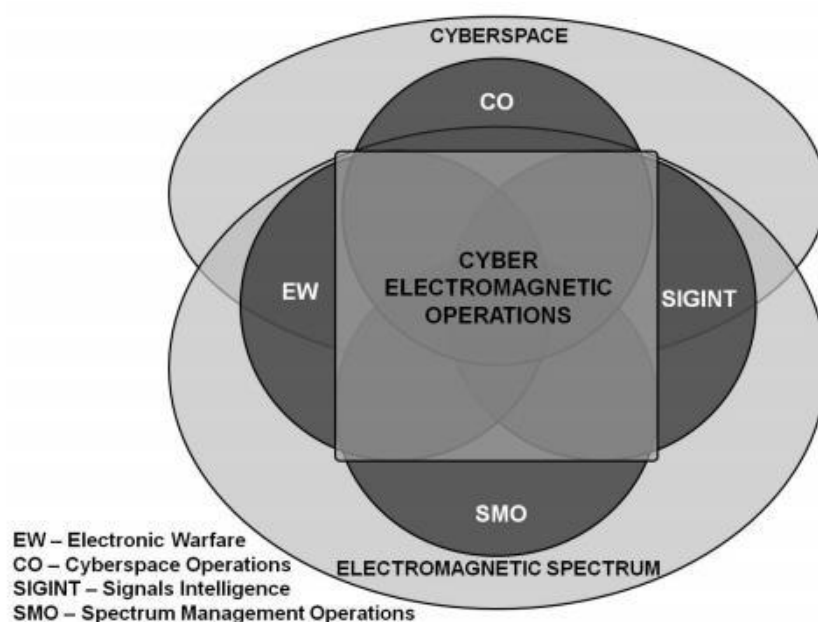 CYBERSPACE
CO
CYBER
ELECTROMAGNETIC
OPERATIONS
EW
SIGINT
SMO
ELECTROMAGNETIC SPECTRUM
EW – Electronic Warfare
CO – Cyberspace Operations
SIGINT – Signals Intelligence
SMO – Spectrum Management Operations